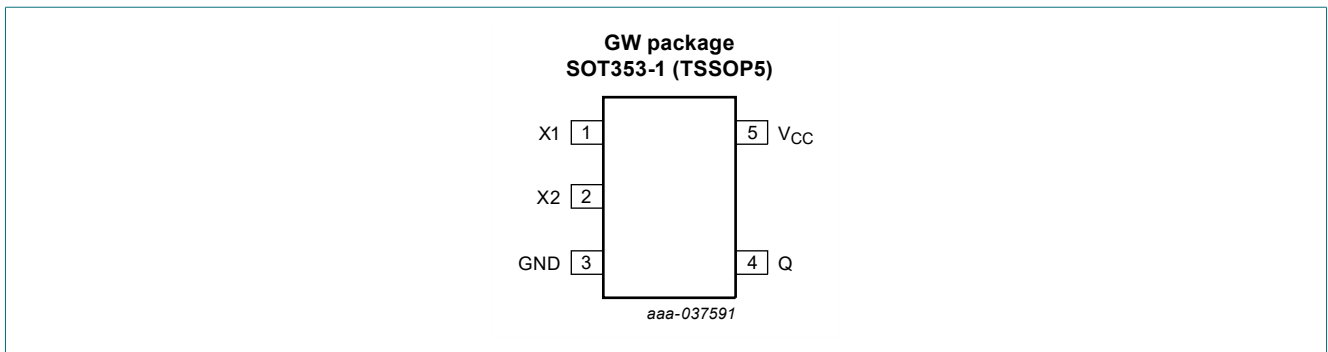 GW package
SOT353-1 (TSSOP5)
X1 1
5 VCC
X2 2
GND 3
4 Q
aaa-037591